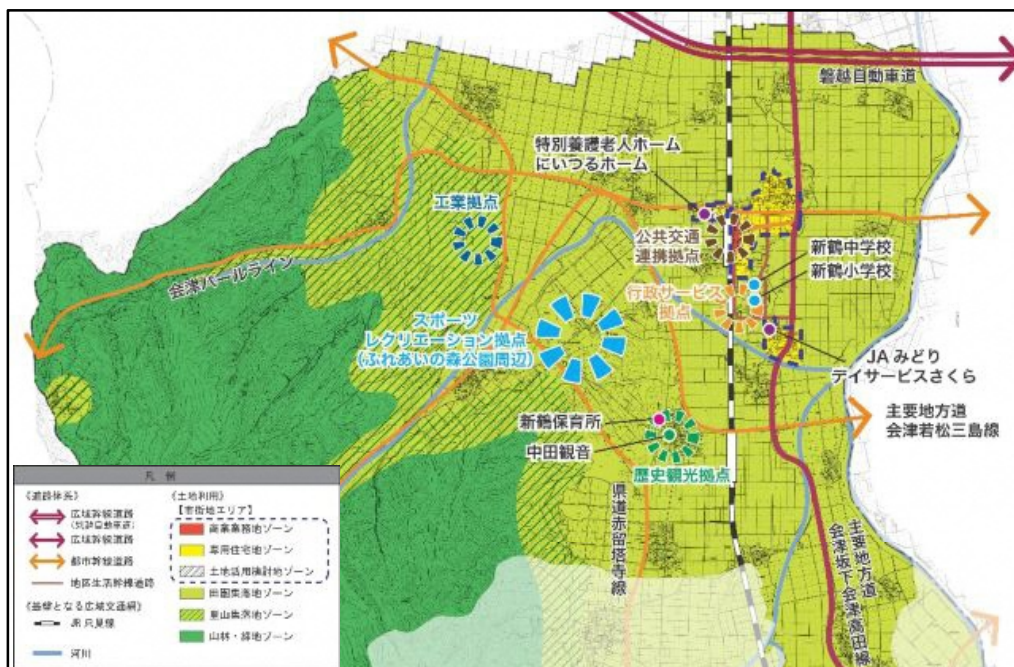 磐越自動車道
特別養護老人ホーム
にいつるホーム
工業拠点
公共交通
連携拠点
新鶴中学校
新鶴小学校
会津パールライン
行政サービス
拠点
スポーツ
レクリエーション拠点
(ふれあいの森公園周辺)
JAみどり
デイサービスさくら
新鶴保育所
中田観音
主要地方道
会津若松三島線
歴史観光拠点
県道赤留塔寺線
主要地方道
会津坂下会津高田線
凡 例
《道路体系》
広域幹線道路
(磐越自動車道)
広域幹線道路
都市幹線道路
地区生活幹線道路
《基盤となる広域交通網》
JR只見線
河川
《土地利用》
【市街地エリア】
商業業務地ゾーン
専用住宅地ゾーン
土地活用検討地ゾーン
田園集落地ゾーン
里山集落地ゾーン
山林・緑地ゾーン